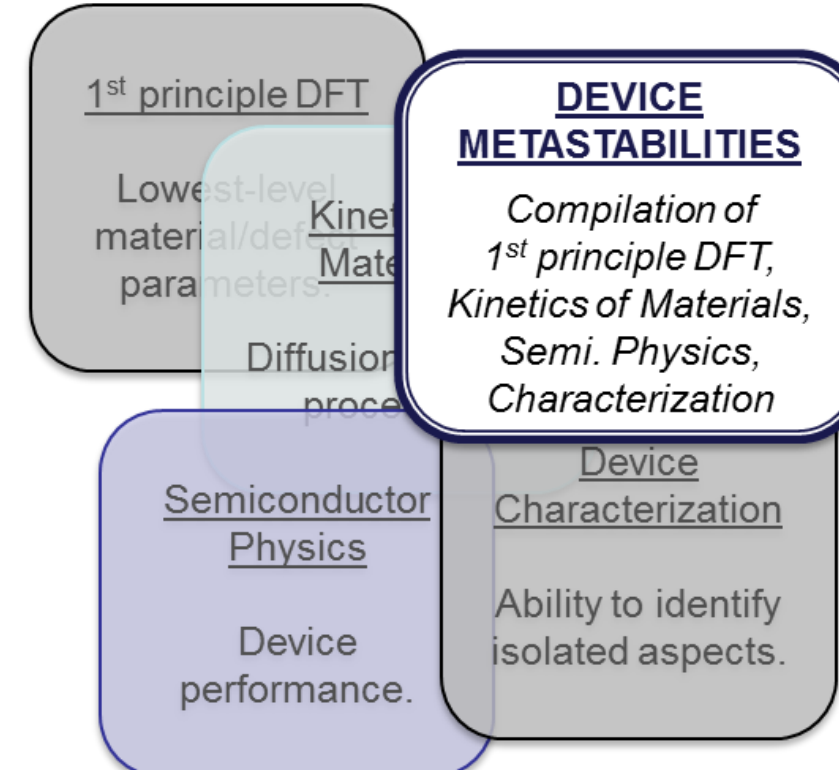 1st principle DFT
Lowest-level
material/defect
parameters.
Kinet
Mate
Diffusion
proce
DEVICE
METASTABILITIES
Compilation of
1st principle DFT,
Kinetics of Materials,
Semi. Physics,
Characterization
Semiconductor
Physics
Device
performance.
Device
Characterization
Ability to identify
isolated aspects.